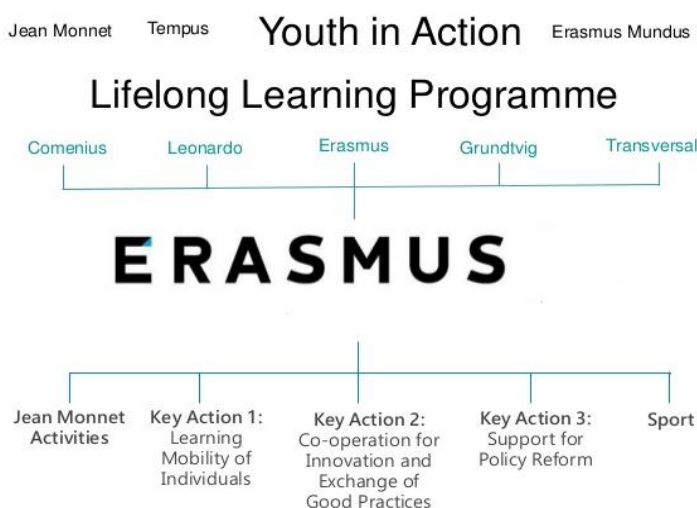 Jean Monnet Tempus Youth in Action Erasmus Mundus
Lifelong Learning Programme
Comenius Leonardo Erasmus Grundtvig Transversal
ERASMUS
Jean Monnet
Activities
Key Action 1:
Learning
Mobility of
Individuals
Key Action 2:
Co-operation for
Innovation and
Exchange of
Good Practices
Key Action 3:
Support for
Policy Reform
Sport